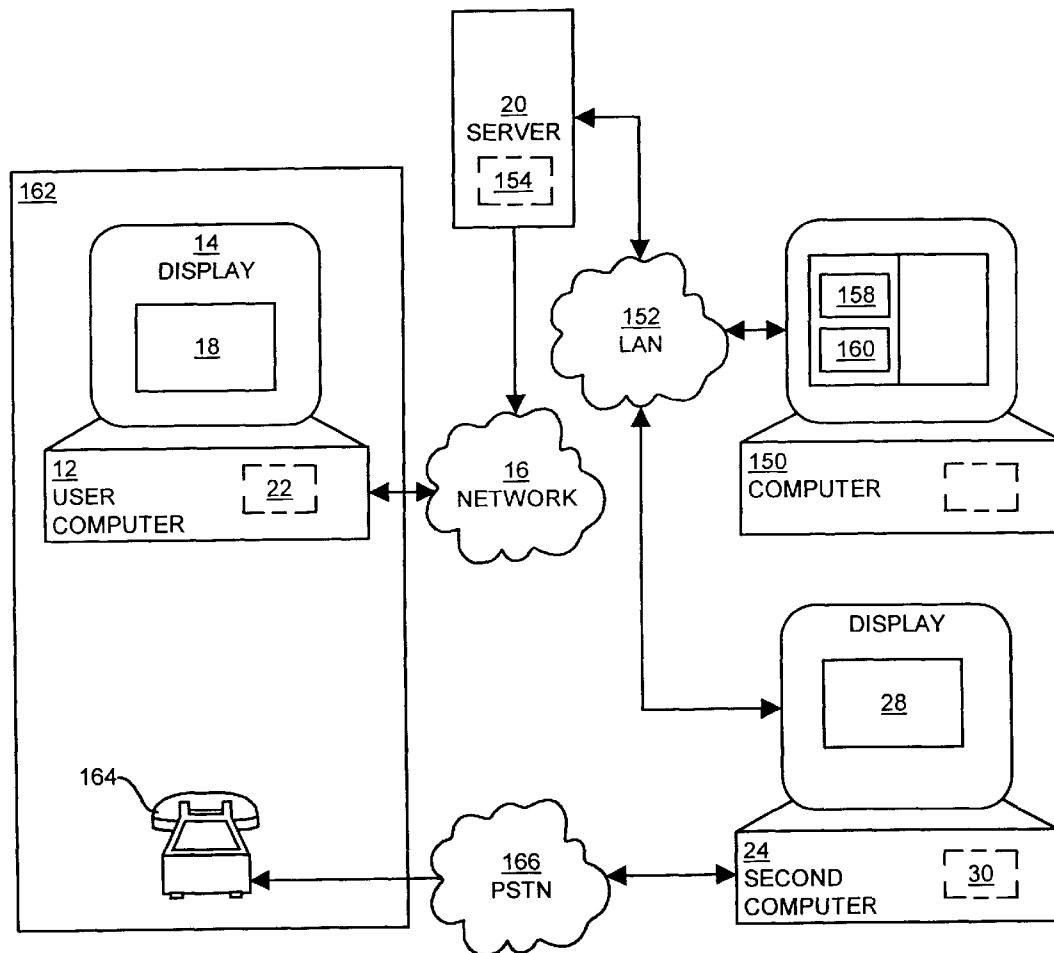 20
SERVER
154
162
14
DISPLAY
18
12
USER
COMPUTER
22
16
NETWORK
152
LAN
158
160
150
COMPUTER
DISPLAY
28
164
166
PSTN
24
SECOND
COMPUTER
30